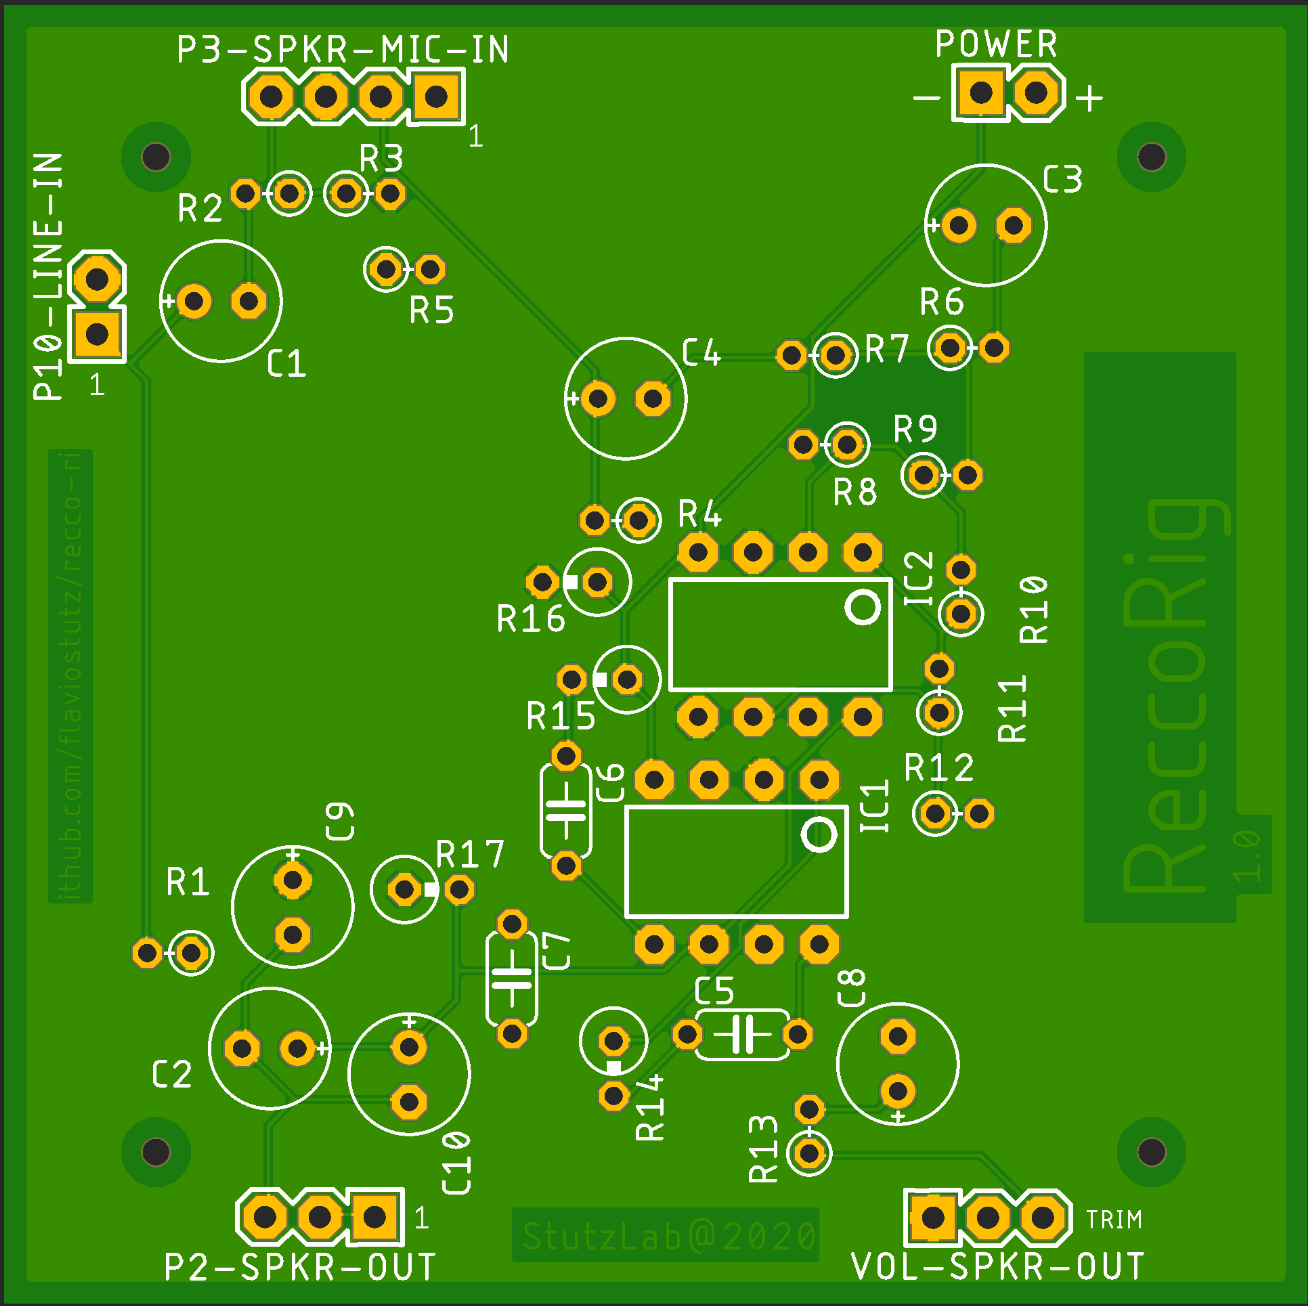 P3-SPKR-MIC-IN
POWER
- +
1
R3
C3
R2
P10-LINE-IN
R5
R6
C1
1
C4
R7
R9
R8
R4
IC2
R16
R10
ReccoRig
1.0
R15
R11
R12
C6
IC1
C9
R17
R1
ithub.com/flaviostutz/recco-ri
C7
C5
C8
C2
R14
R13
C10
1
TRIM
P2-SPKR-OUT
StutzLab@2020
VOL-SPKR-OUT